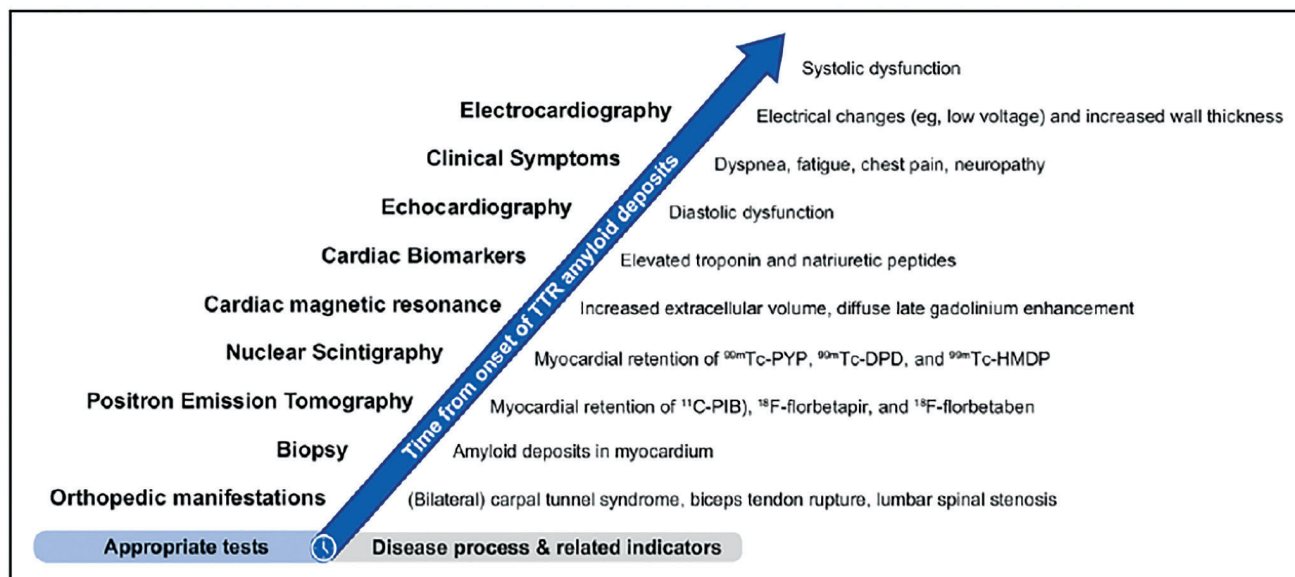 Systolic dysfunction
Electrocardiography
Electrical changes (eg, low voltage) and increased wall thickness
Clinical Symptoms
Dyspnea, fatigue, chest pain, neuropathy
Echocardiography
Diastolic dysfunction
Cardiac Biomarkers
Elevated troponin and natriuretic peptides
Cardiac magnetic resonance
Increased extracellular volume, diffuse late gadolinium enhancement
Nuclear Scintigraphy
Myocardial retention of ⁹⁹ᵐTc-PYP, ⁹⁹ᵐTc-DPD, and ⁹⁹ᵐTc-HMDP
Positron Emission Tomography
Myocardial retention of ¹¹C-PIB), ¹⁸F-florbetapir, and ¹⁸F-florbetaben
Biopsy
Amyloid deposits in myocardium
Orthopedic manifestations
(Bilateral) carpal tunnel syndrome, biceps tendon rupture, lumbar spinal stenosis
Time from onset of TTR amyloid deposits
Appropriate tests
Disease process & related indicators